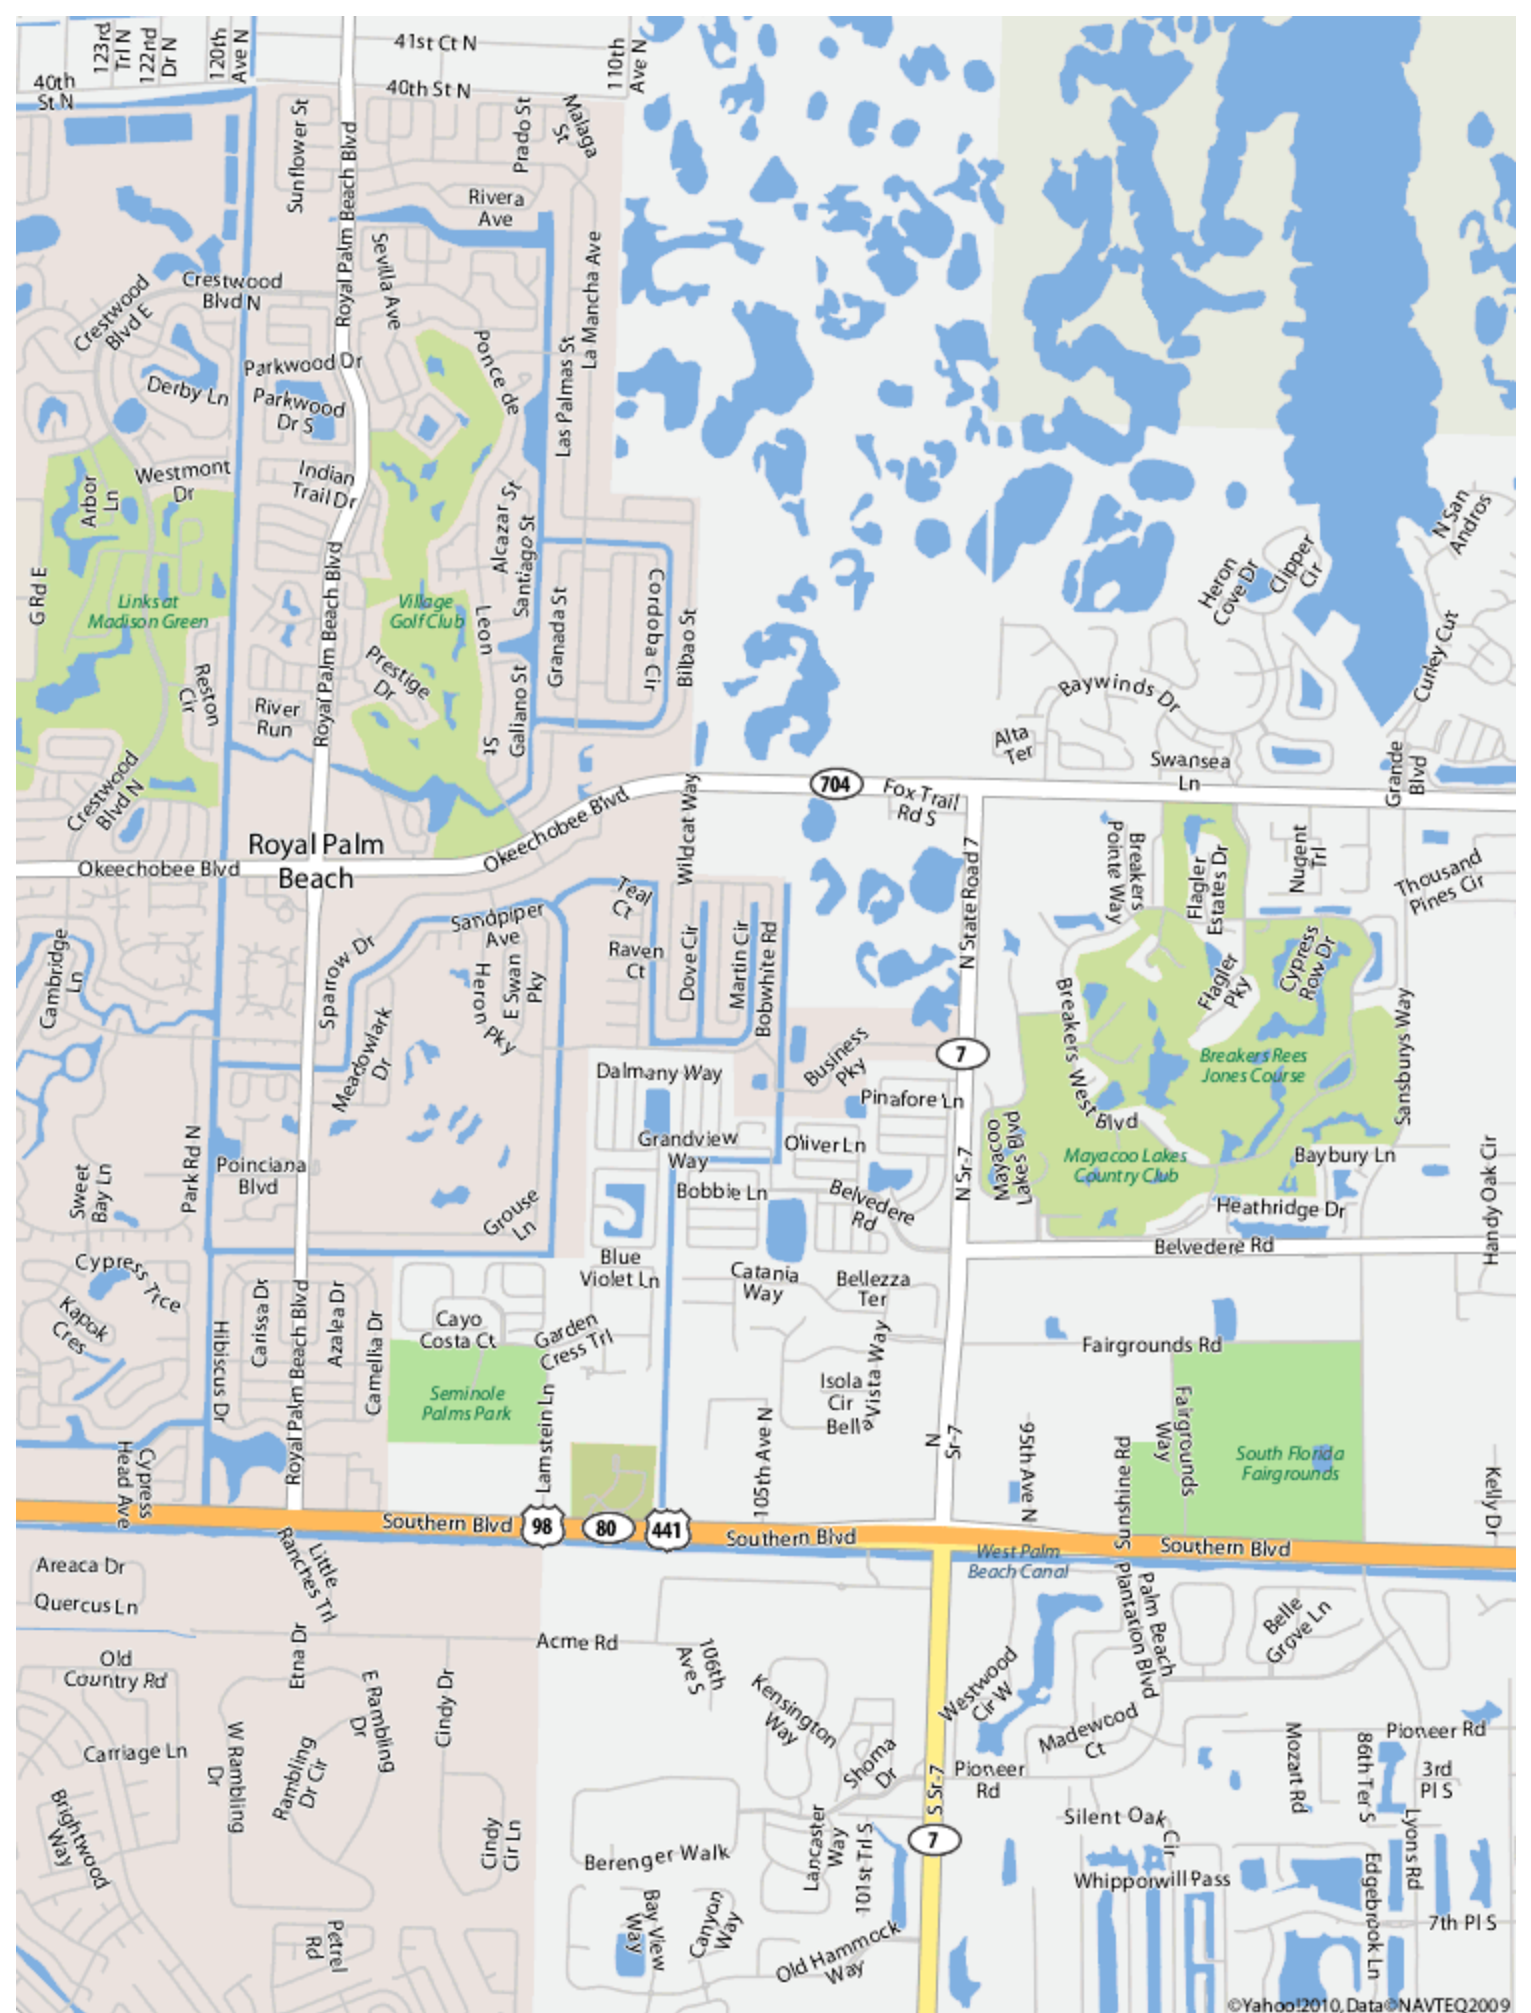 123rd
Trl N
122nd
Dr N
120th
Ave N
41st Ct N
110th
Ave N
40th
St N
40th St N
Sunflower St
Royal Palm Beach Blvd
Prado St
Malaga
St
Rivera
Ave
Sevilla Ave
La Mancha Ave
Crestwood
Blvd N
Crestwood
Blvd E
Parkwood Dr
Ponce de
Las Palmas St
Derby Ln
Parkwood
Dr S
Westmont
Dr
Indian
Trail Dr
Arbor
Ln
Alcazar St
Santiago St
N San
Andros
Clipper
Cir
Heron
Cove Dr
G Rd E
Links at
Madison Green
Royal Palm Beach Blvd
Village
Golf Club
Leon
Granada St
Cordoba Cir
Bilbao St
Curley Cut
Prestige
Dr
Reston
Cir
River
Run
Galiano St
St
Baywinds Dr
Alta
Ter
Swansea
Ln
Grande
Blvd
Crestwood
Blvd N
704
Fox Trail
Rd S
Okeechobee Blvd
Wildcat Way
Royal Palm
Beach
Okeechobee Blvd
N State Road 7
Breakers
Pointe Way
Flagler
Estates Dr
Nugent
Trl
Thousand
Pines Cir
Teal
Ct
Sandpiper
Ave
Sparrow Dr
Cambridge
Ln
Raven
Ct
Dove Cir
Martin Cir
Bobwhite Rd
Heron Pky
E Swan
Pky
Cypress
Row Dr
Flagler
Pky
Meadowlark
Dr
Breakers West Blvd
Sansburys Way
7
Business
Pky
Breakers Rees
Jones Course
Dalmany Way
Pinafore Ln
Mayacoo
Lakes Blvd
Grandview
Way
Oliver Ln
Mayacoo Lakes
Country Club
Baybury Ln
Park Rd N
Poinciana
Blvd
Sweet
Bay Ln
N Sr-7
Bobbie Ln
Belvedere
Rd
Grouse
Ln
Heathridge Dr
Handy Oak Cir
Belvedere Rd
Cypress Trce
Blue
Violet Ln
Catania
Way
Bellezza
Ter
Kapok
Cres
Carissa Dr
Azalea Dr
Camellia Dr
Hibiscus Dr
Royal Palm Beach Blvd
Cayo
Costa Ct
Garden
Cress Trl
Fairgrounds Rd
Isola
Cir
Bella Vista Way
Seminole
Palms Park
Lamstein Ln
105th Ave N
N
Sr-7
95th Ave N
Sunshine Rd
Fairgrounds
Way
South Florida
Fairgrounds
Kelly Dr
Cypress
Head Ave
Southern Blvd
98
80
441
Southern Blvd
Southern Blvd
West Palm
Beach Canal
Little
Ranches Trl
Areaca Dr
Quercus Ln
Palm Beach
Plantation Blvd
Belle
Grove Ln
Etna Dr
Acme Rd
106th
Ave S
Old
Country Rd
E Rambling
Dr
Cindy Dr
Kensington
Way
Westwood
Cir W
Madewood
Ct
Mozart Rd
Pioneer Rd
86th Ter S
Carriage Ln
W Rambling
Dr
Rambling
Dr Cir
Shoma
Dr
Pioneer
Rd
3rd
Pl S
S Sr-7
Silent Oak Cir
Lyons Rd
Brightwood
Way
Cindy
Cir Ln
Lancaster
Way
101st Trl S
7
Berenger Walk
Whipporwill Pass
Edgebrook Ln
Bay View
Way
Canyon
Way
7th Pl S
Petrel
Rd
Old Hammock
Way
©Yahoo!2010, Data©NAVTEQ2009